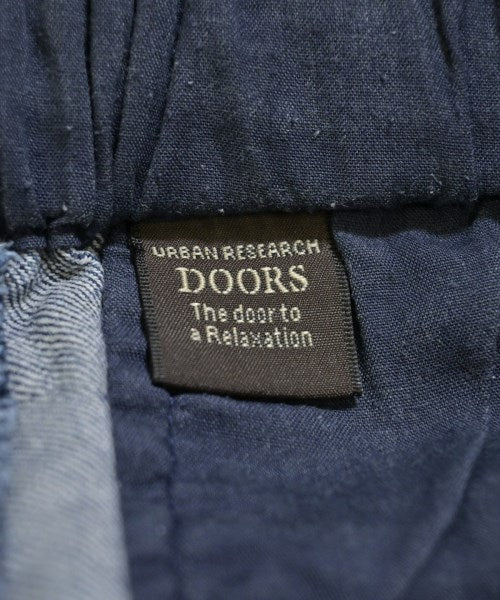 URBAN RESEARCH
DOORS
The door to
a Relaxation